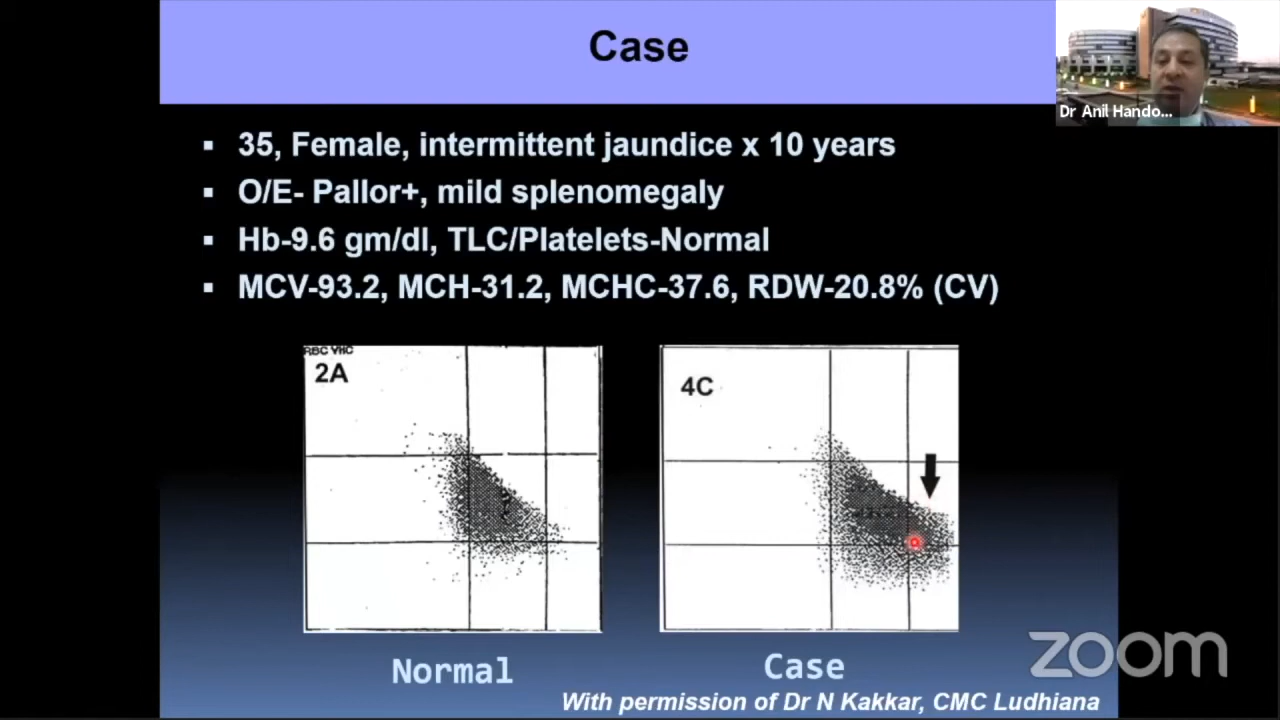 Case
Dr Anil Hando...
▪ 35, Female, intermittent jaundice x 10 years
▪ O/E- Pallor+, mild splenomegaly
▪ Hb-9.6 gm/dl, TLC/Platelets-Normal
▪ MCV-93.2, MCH-31.2, MCHC-37.6, RDW-20.8% (CV)
RBC VHC
2A
4C
Normal
Case
zoom
With permission of Dr N Kakkar, CMC Ludhiana